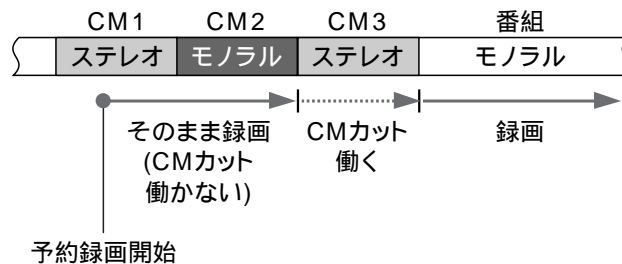 CM1 CM2 CM3 番組
ステレオ モノラル ステレオ モノラル
そのまま録画
(CMカット
働かない)
CMカット
働く
録画
予約録画開始